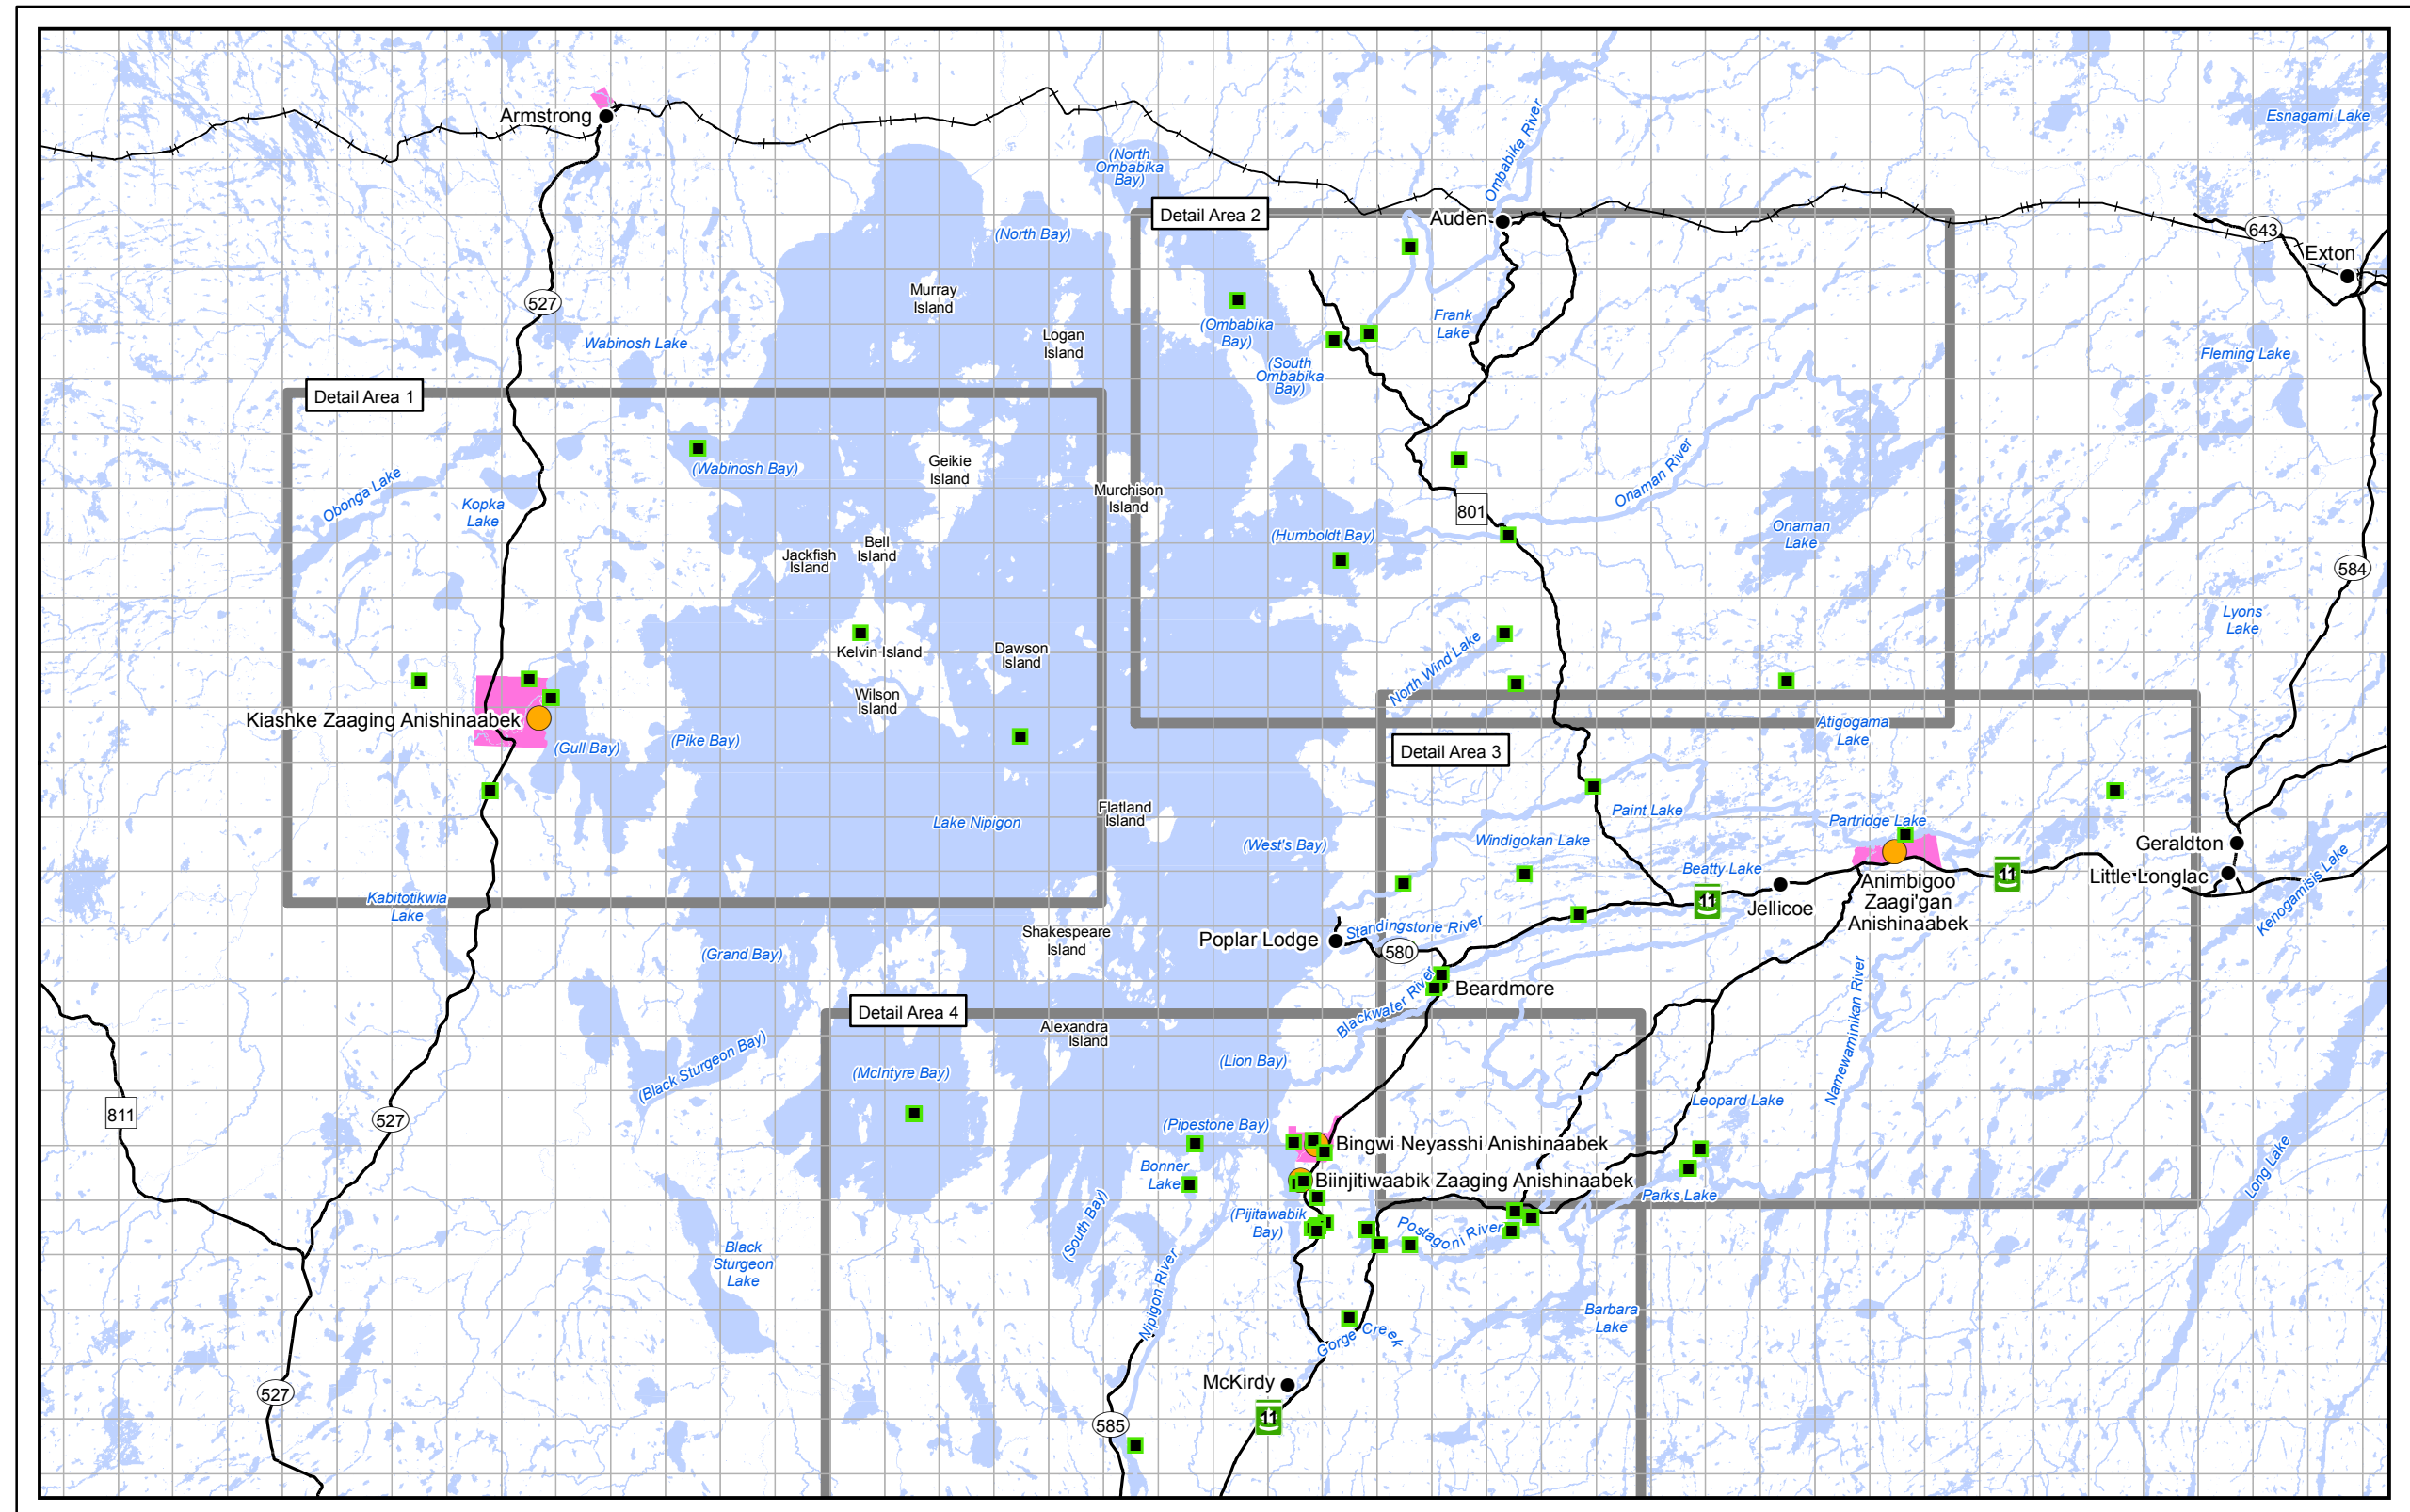 Armstrong
Esnagami Lake
(North
Ombabika
Bay)
Ombabika River
Detail Area 2
Auden
643
Exton
(North Bay)
527
Murray
Island
Logan
Island
Wabinosh Lake
(Ombabika
Bay)
(South
Ombabika
Bay)
Frank
Lake
Fleming Lake
Detail Area 1
Obonga Lake
Kopka
Lake
(Wabinosh Bay)
Geikie
Island
Murchison
Island
801
Onaman River
(Humboldt Bay)
Onaman
Lake
Jackfish
Island
Bell
Island
584
Lyons
Lake
Kelvin Island
Dawson
Island
Wilson
Island
North Wind Lake
Kiashke Zaaging Anishinaabek
(Gull Bay)
(Pike Bay)
Atigogama
Lake
Detail Area 3
Lake Nipigon
Flatland
Island
(West's Bay)
Paint Lake
Windigokan Lake
Partridge Lake
Beatty Lake
Geraldton
Little Longlac
11
11
Jellicoe
Animbigoo
Zaagi'gan
Anishinaabek
Kenogamisis Lake
Kabitotikwia
Lake
(Grand Bay)
Shakespeare
Island
Poplar Lodge
Standingstone River
580
Beardmore
Blackwater River
Namewaminikan River
Detail Area 4
Alexandra
Island
(Lion Bay)
(Black Sturgeon Bay)
(McIntyre Bay)
811
527
Leopard Lake
(Pipestone Bay)
Bingwi Neyasshi Anishinaabek
Bonner
Lake
Biinjitiwaabik Zaaging Anishinaabek
Parks Lake
Long Lake
(Pijitawabik
Bay)
Postagoni River
(South Bay)
Black
Sturgeon
Lake
Nipigon River
Barbara
Lake
Gorge Creek
McKirdy
527
585
11